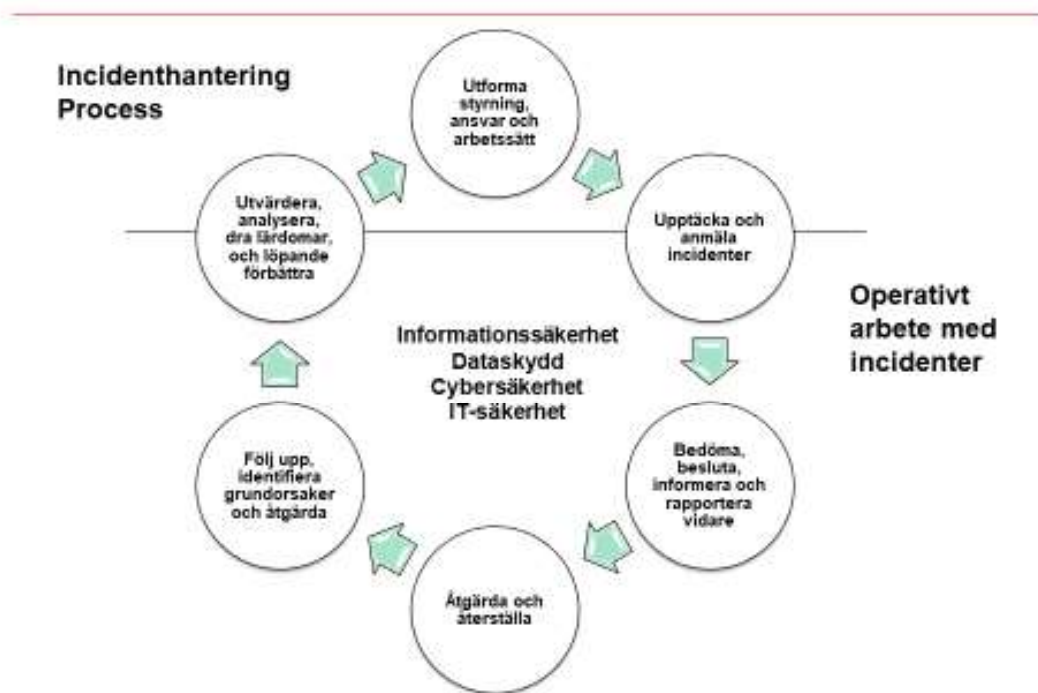 Incidenthantering
Process
Utforma
styrning,
ansvar och
arbetssätt
Utvärdera,
analysera,
dra lärdomar,
och löpande
förbättra
Upptäcka och
anmäla
incidenter
Operativt
arbete med
incidenter
Informationssäkerhet
Dataskydd
Cybersäkerhet
IT-säkerhet
Följ upp,
identifiera
grundorsaker
och åtgärda
Bedöma,
besluta,
informera och
rapportera
vidare
Åtgärda och
återställa